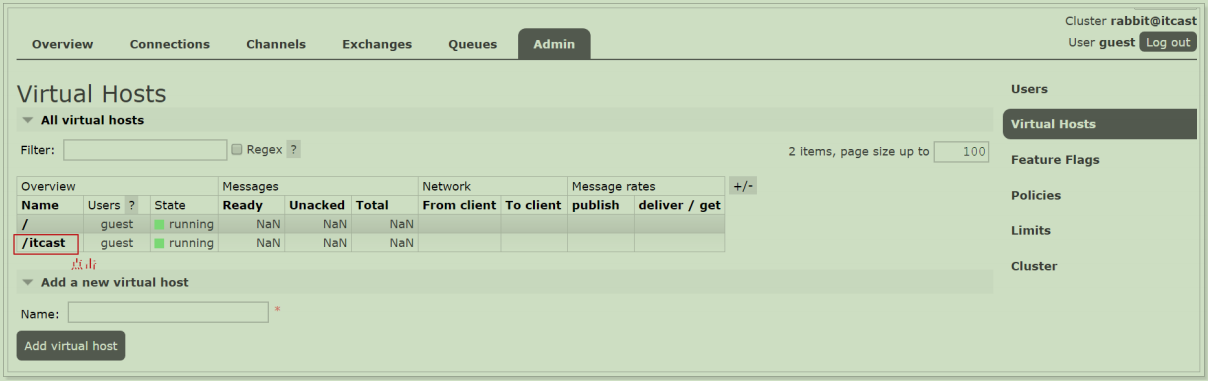 Cluster rabbit@itcast
User guest Log out
Overview Connections Channels Exchanges Queues Admin
Virtual Hosts
All virtual hosts
Filter: Regex ? 2 items, page size up to 100
Overview Messages Network Message rates +/-
Name Users ? State Ready Unacked Total From client To client publish deliver / get
/ guest running NaN NaN NaN
/itcast guest running NaN NaN NaN
Add a new virtual host
Name: *
Add virtual host
Users
Virtual Hosts
Feature Flags
Policies
Limits
Cluster